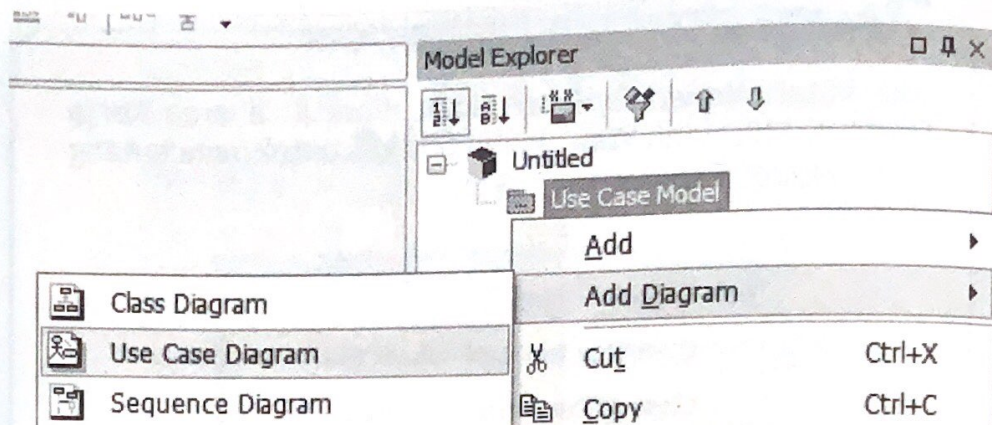 Model Explorer
Untitled
Use Case Model
Add
Add Diagram
Class Diagram
Use Case Diagram
Sequence Diagram
Cut Ctrl+X
Copy Ctrl+C